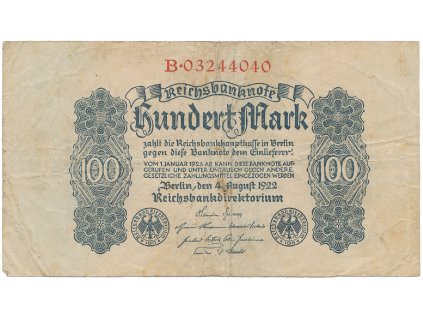 B·03244040
Reichsbanknote
Hundert Mark
zahlt die Reichsbankhauptkasse in Berlin
gegen diese Banknote dem Einlieferer.
VOM 1. JANUAR 1923 AB KANN DIESE BANKNOTE AUF-
GERUFEN UND UNTER UMTAUSCH GEGEN ANDERE
GESETZLICHE ZAHLUNGSMITTEL EINGEZOGEN WERDEN
100 100
Berlin, den 4. August 1922
Reichsbankdirektorium